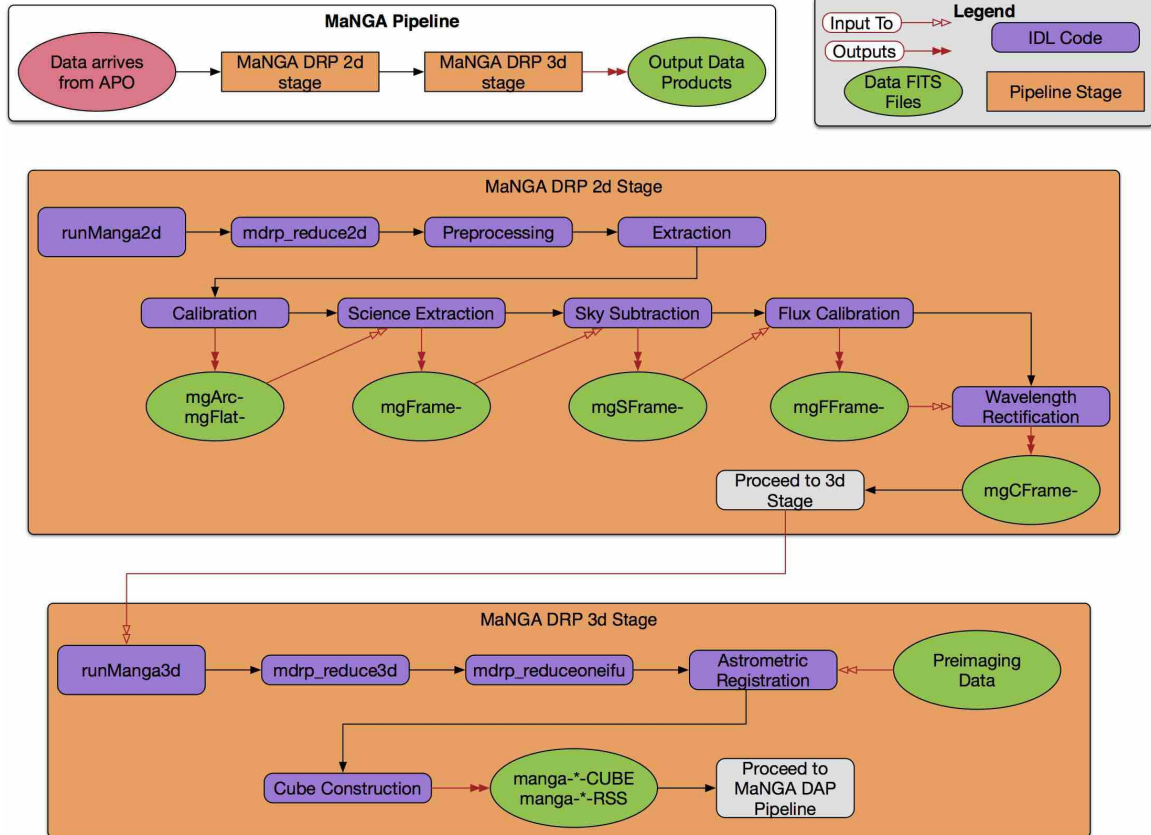 MaNGA Pipeline
Data arrives
from APO
MaNGA DRP 2d
stage
MaNGA DRP 3d
stage
Output Data
Products
Legend
Input To
Outputs
IDL Code
Data FITS
Files
Pipeline Stage
MaNGA DRP 2d Stage
runManga2d
mdrp_reduce2d
Preprocessing
Extraction
Calibration
Science Extraction
Sky Subtraction
Flux Calibration
mgArc-
mgFlat-
mgFrame-
mgSFrame-
mgFFrame-
Wavelength
Rectification
Proceed to 3d
Stage
mgCFrame-
MaNGA DRP 3d Stage
runManga3d
mdrp_reduce3d
mdrp_reduceoneifu
Astrometric
Registration
Preimaging
Data
Cube Construction
manga-*-CUBE
manga-*-RSS
Proceed to
MaNGA DAP
Pipeline